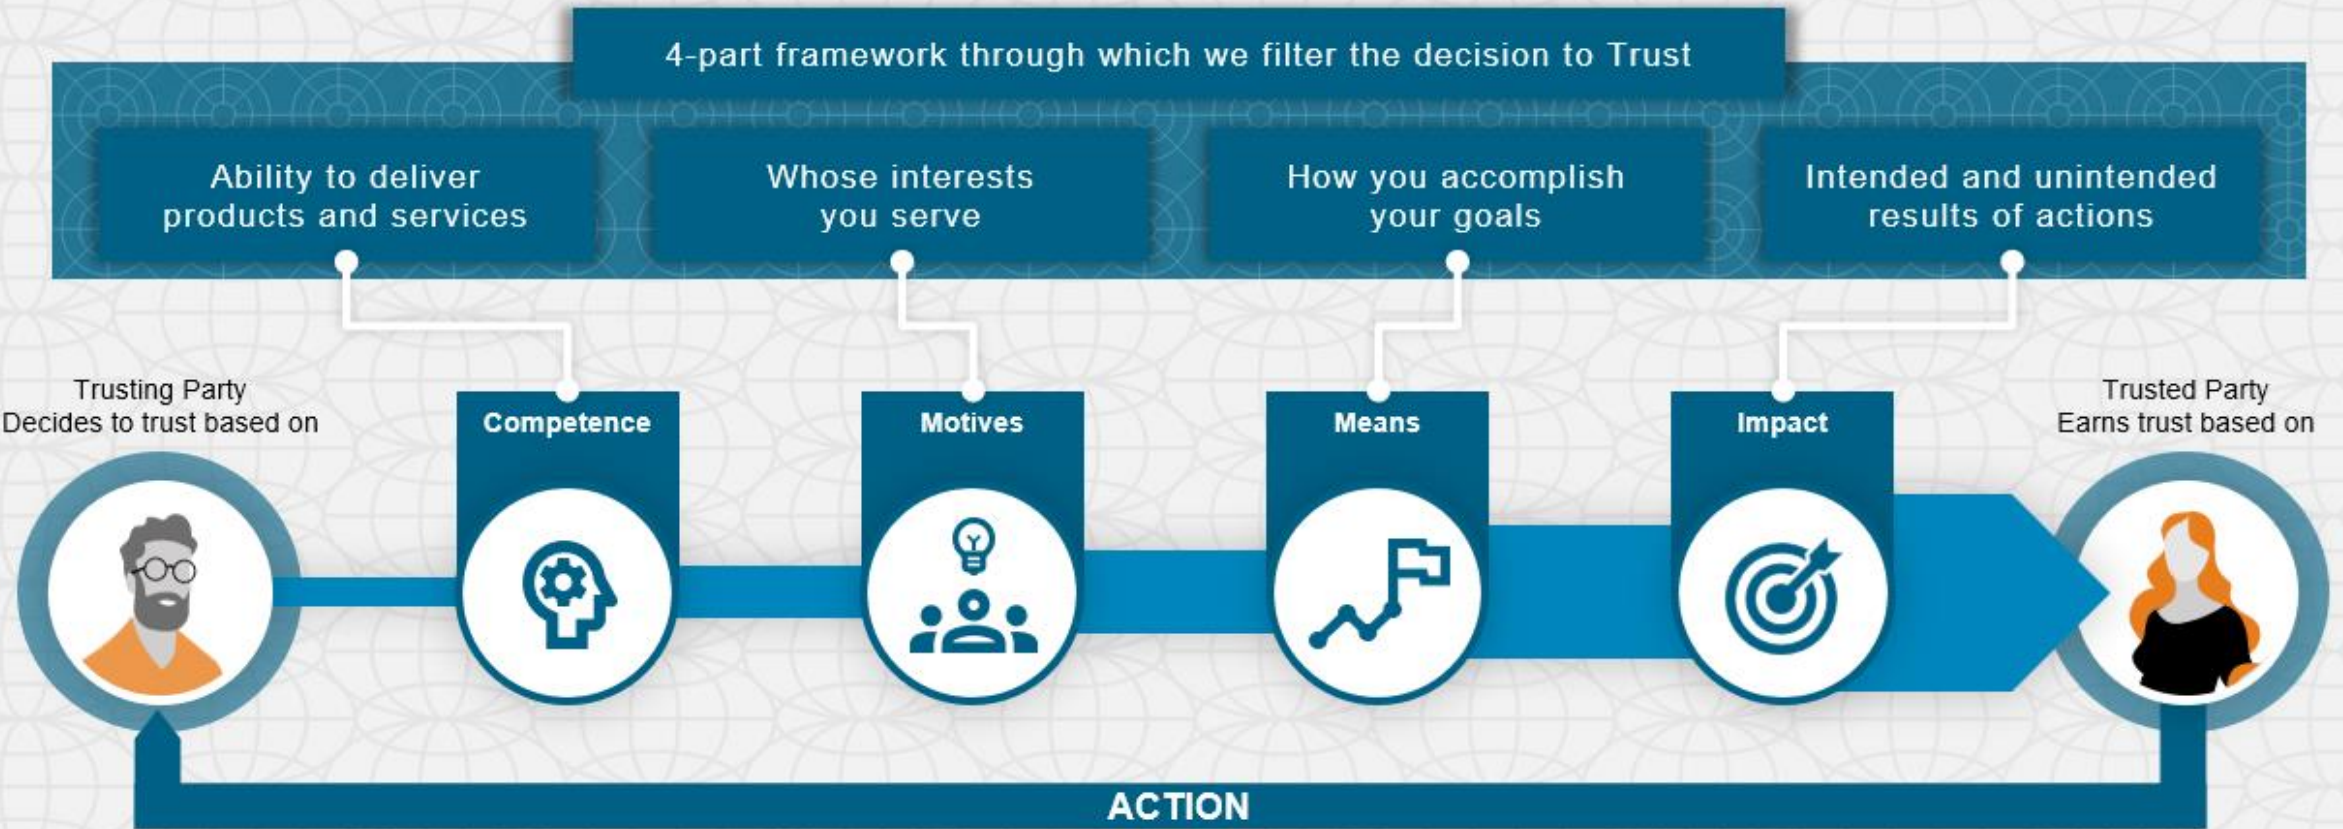 4-part framework through which we filter the decision to Trust
Ability to deliver
products and services
Whose interests
you serve
How you accomplish
your goals
Intended and unintended
results of actions
Trusting Party
Decides to trust based on
Competence
Motives
Means
Impact
Trusted Party
Earns trust based on
ACTION